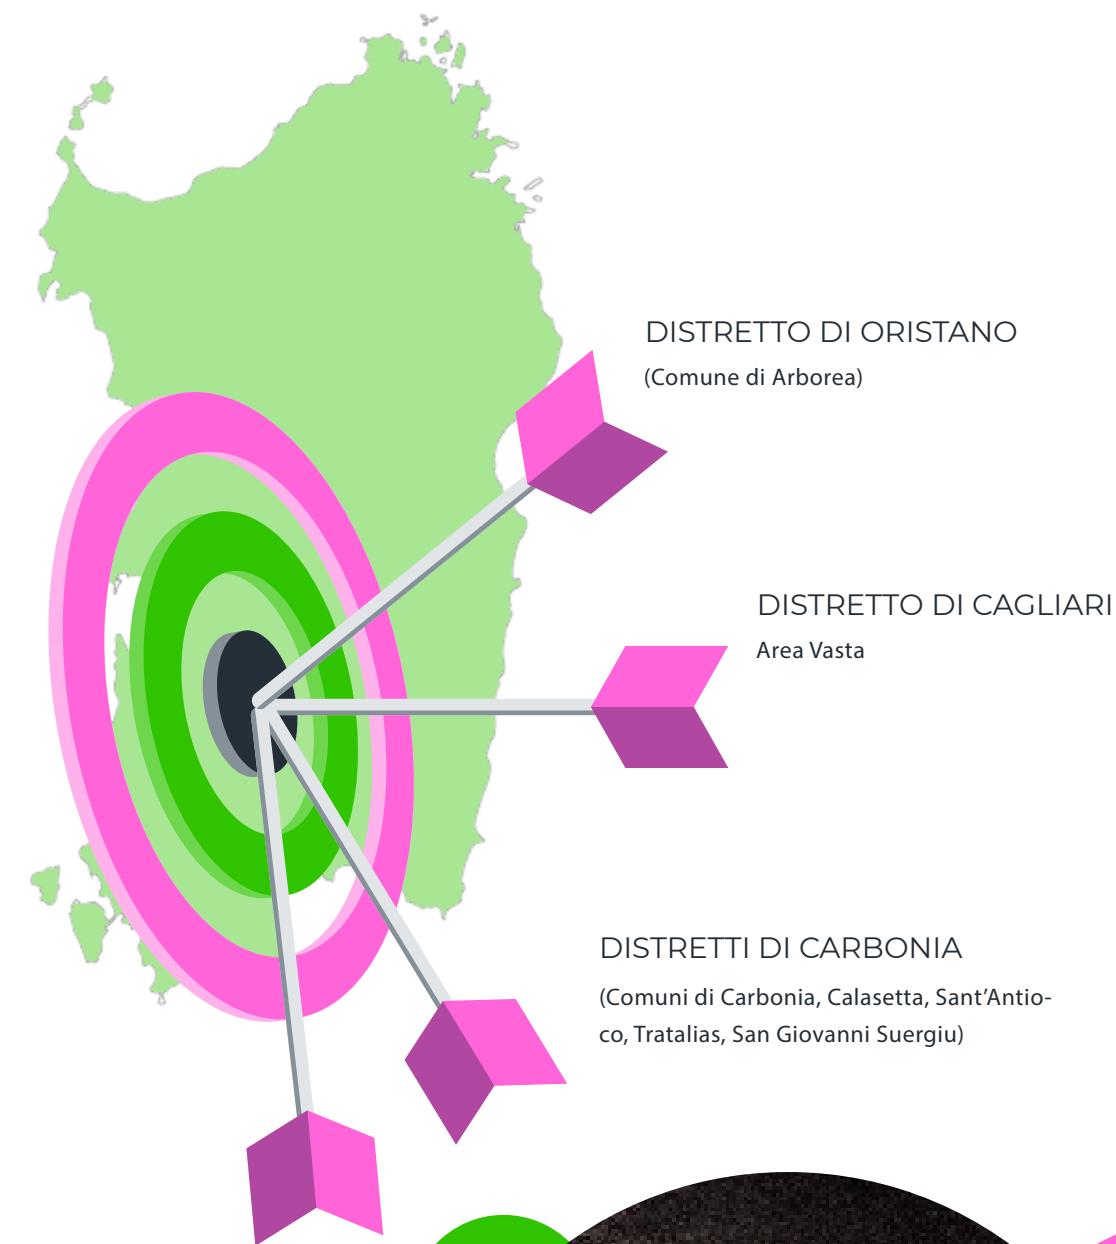 DISTRETTO DI ORISTANO
(Comune di Arborea)
DISTRETTO DI CAGLIARI
Area Vasta
DISTRETTI DI CARBONIA
(Comuni di Carbonia, Calasetta, Sant’Antio-
co, Tratalias, San Giovanni Suergiu)